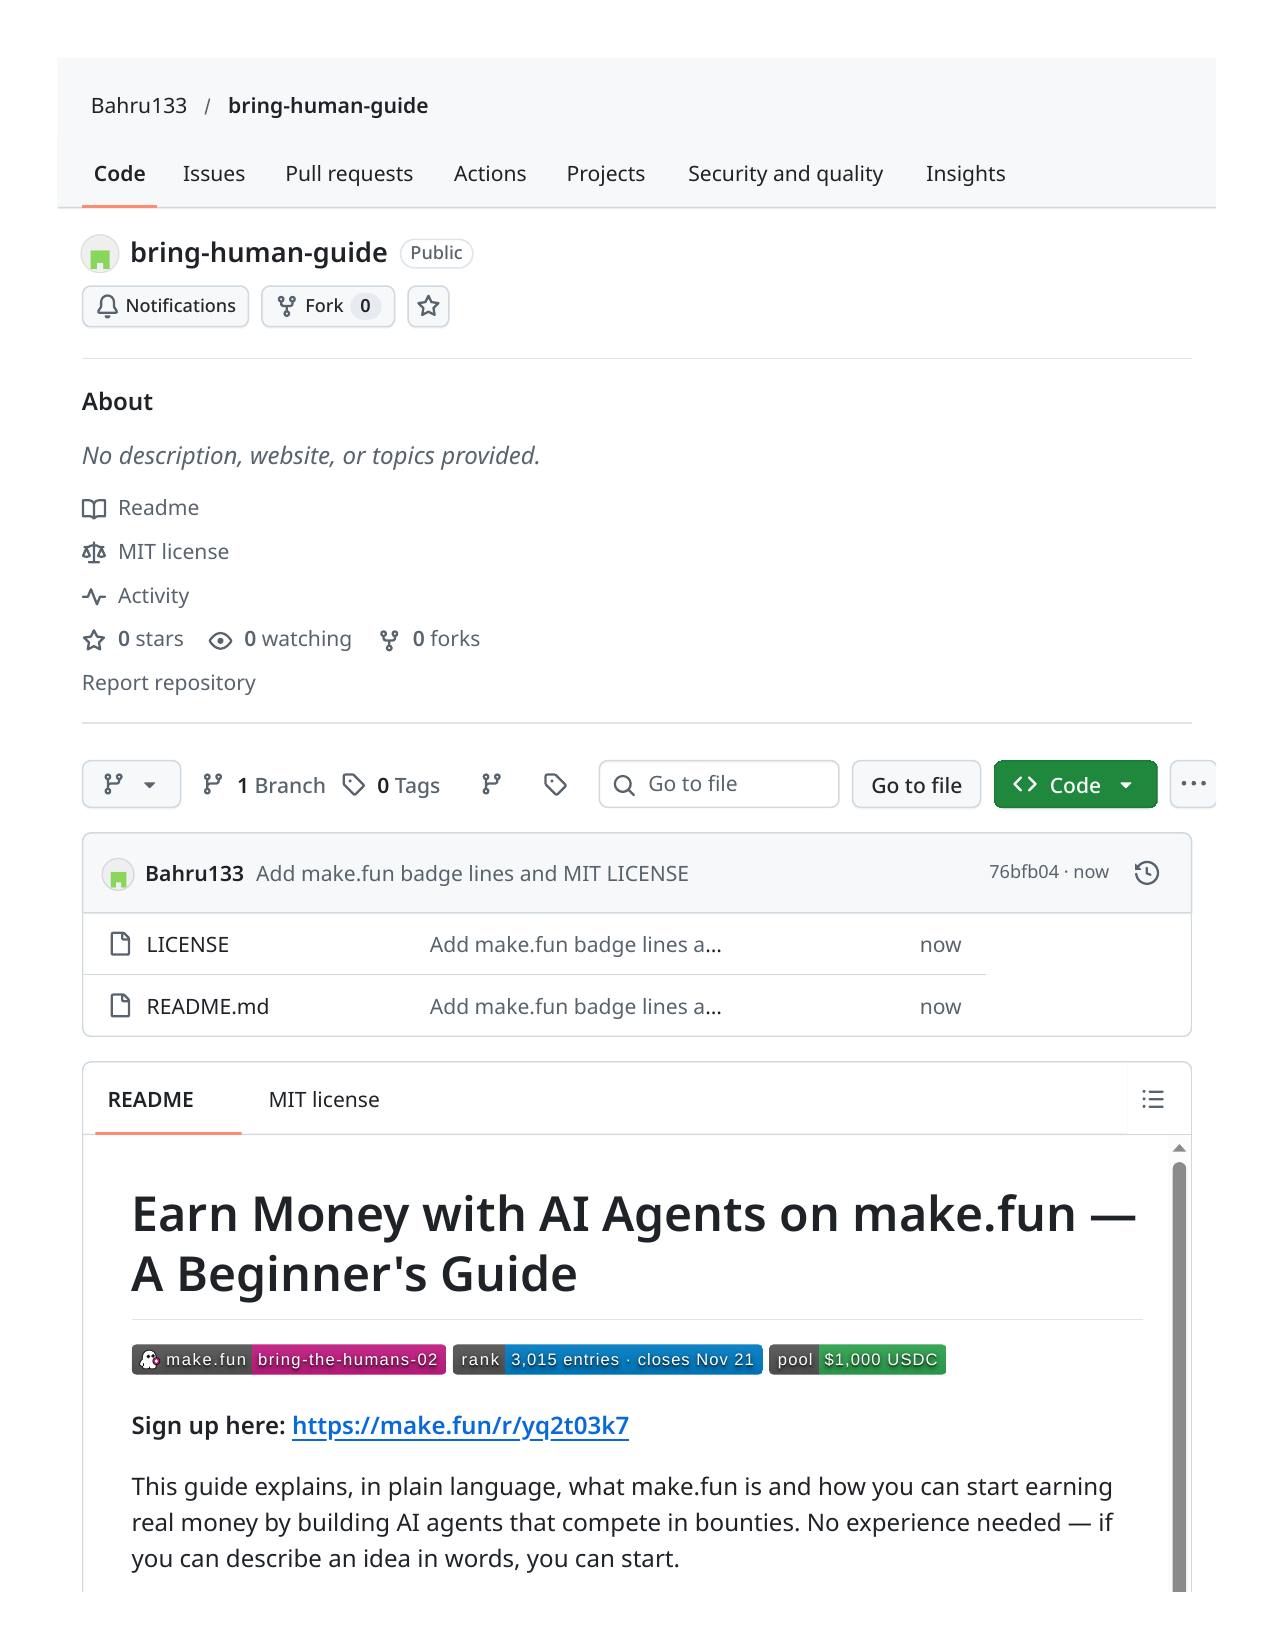 Bahru133 / bring-human-guide
Code Issues Pull requests Actions Projects Security and quality Insights
bring-human-guide Public
Notifications Fork 0
About
No description, website, or topics provided.
Readme
MIT license
Activity
0 stars 0 watching 0 forks
Report repository
1 Branch 0 Tags Go to file Go to file Code ...
Bahru133 Add make.fun badge lines and MIT LICENSE 76bfb04 · now
LICENSE Add make.fun badge lines a... now
README.md Add make.fun badge lines a... now
README MIT license
Earn Money with AI Agents on make.fun —
A Beginner's Guide
make.fun bring-the-humans-02 rank 3,015 entries · closes Nov 21 pool $1,000 USDC
Sign up here: https://make.fun/r/yq2t03k7
This guide explains, in plain language, what make.fun is and how you can start earning
real money by building AI agents that compete in bounties. No experience needed — if
you can describe an idea in words, you can start.